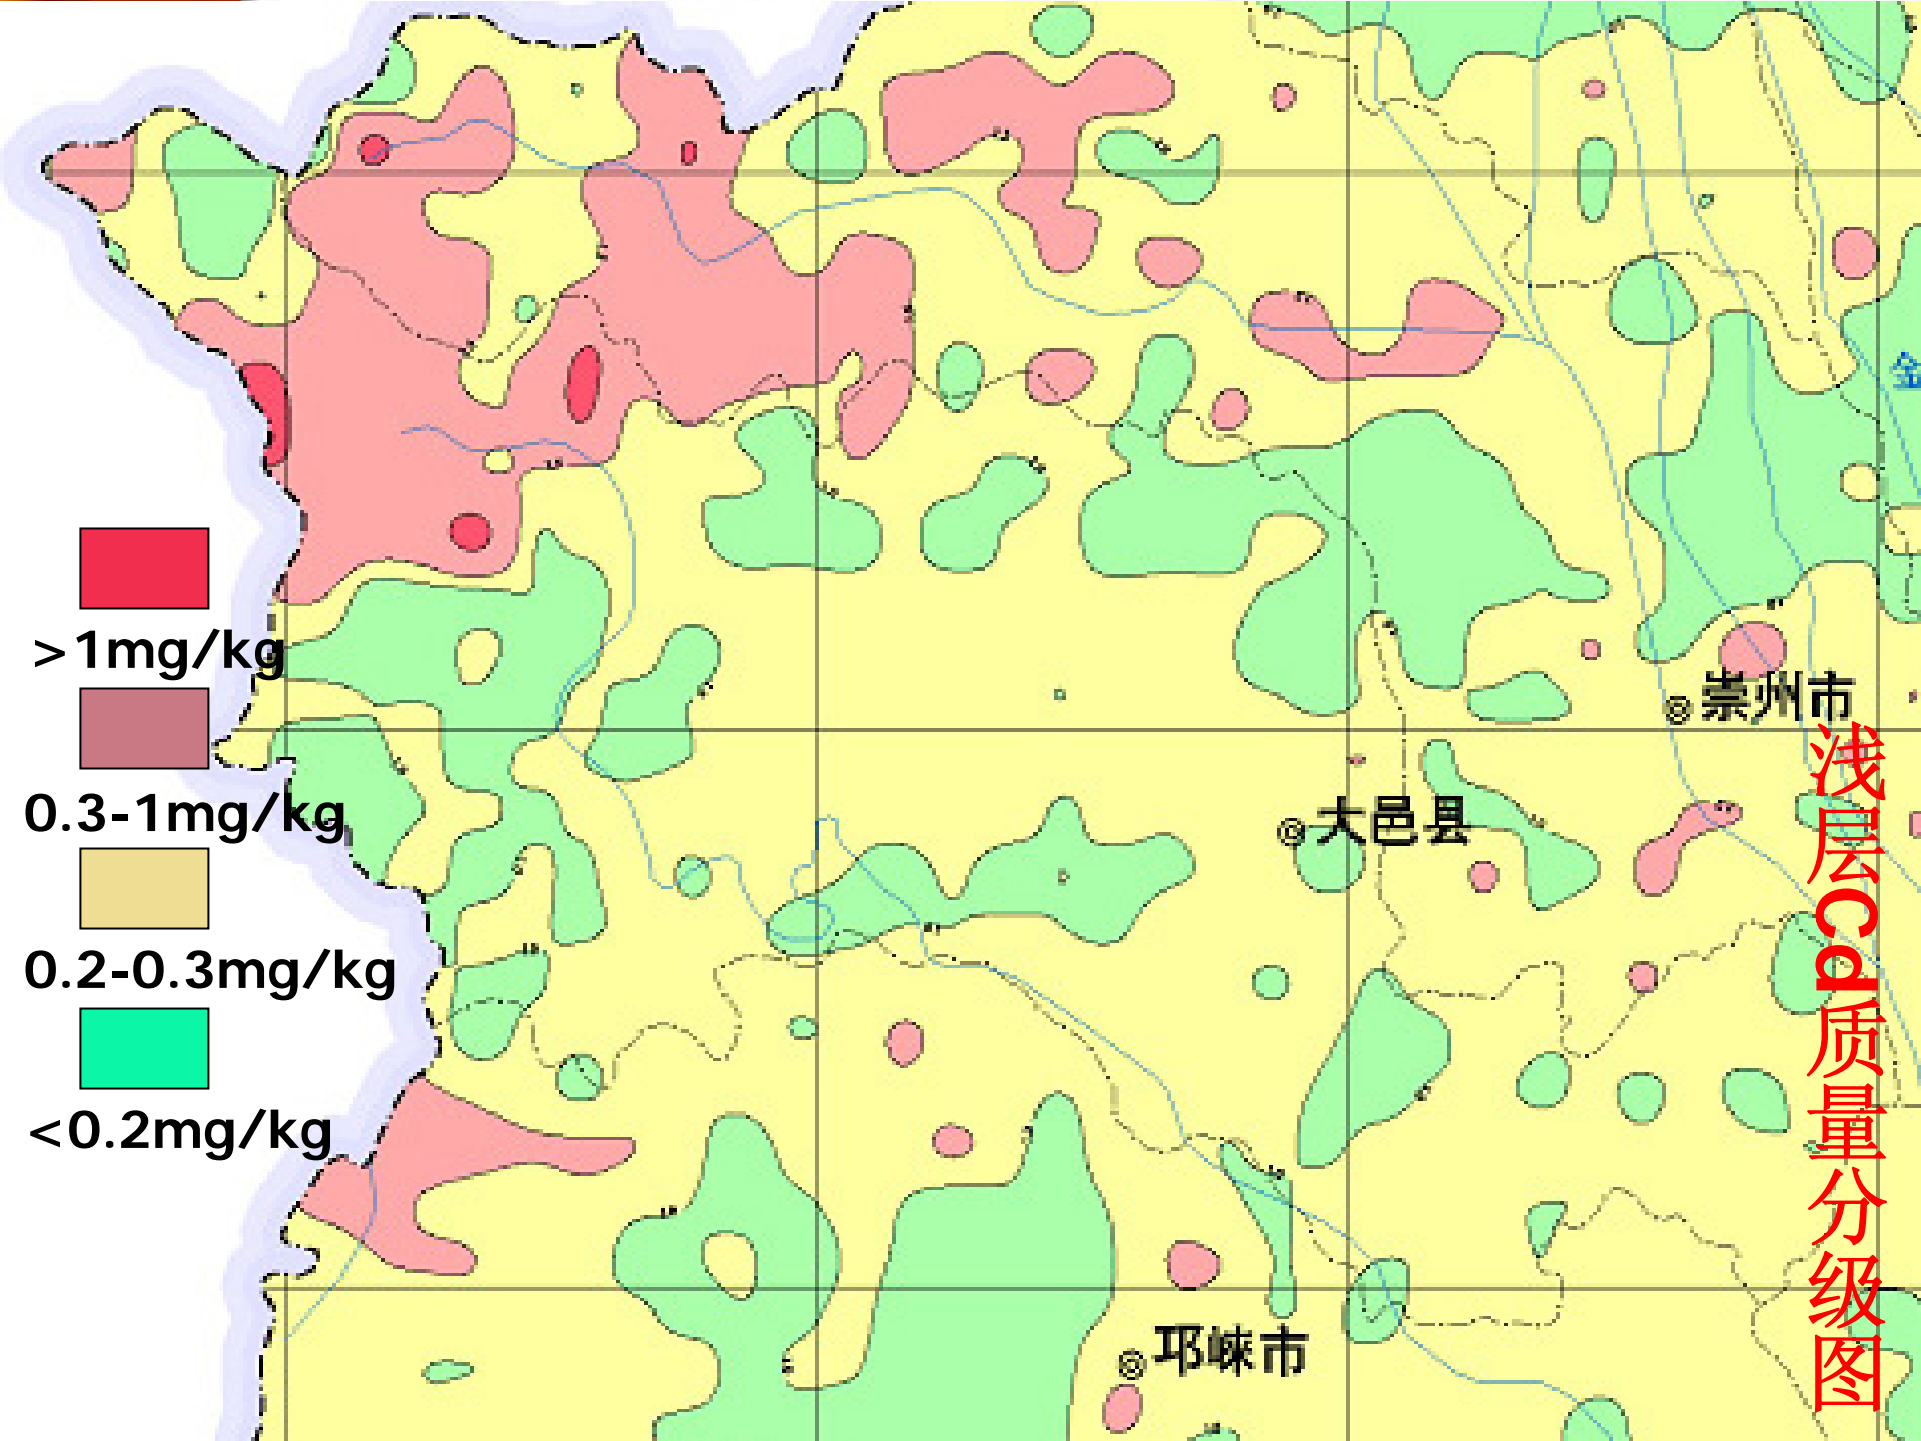 >1mg/kg
0.3-1mg/kg
0.2-0.3mg/kg
<0.2mg/kg
金
崇州市
大邑县
邛崃市
浅层Cd质量分级图